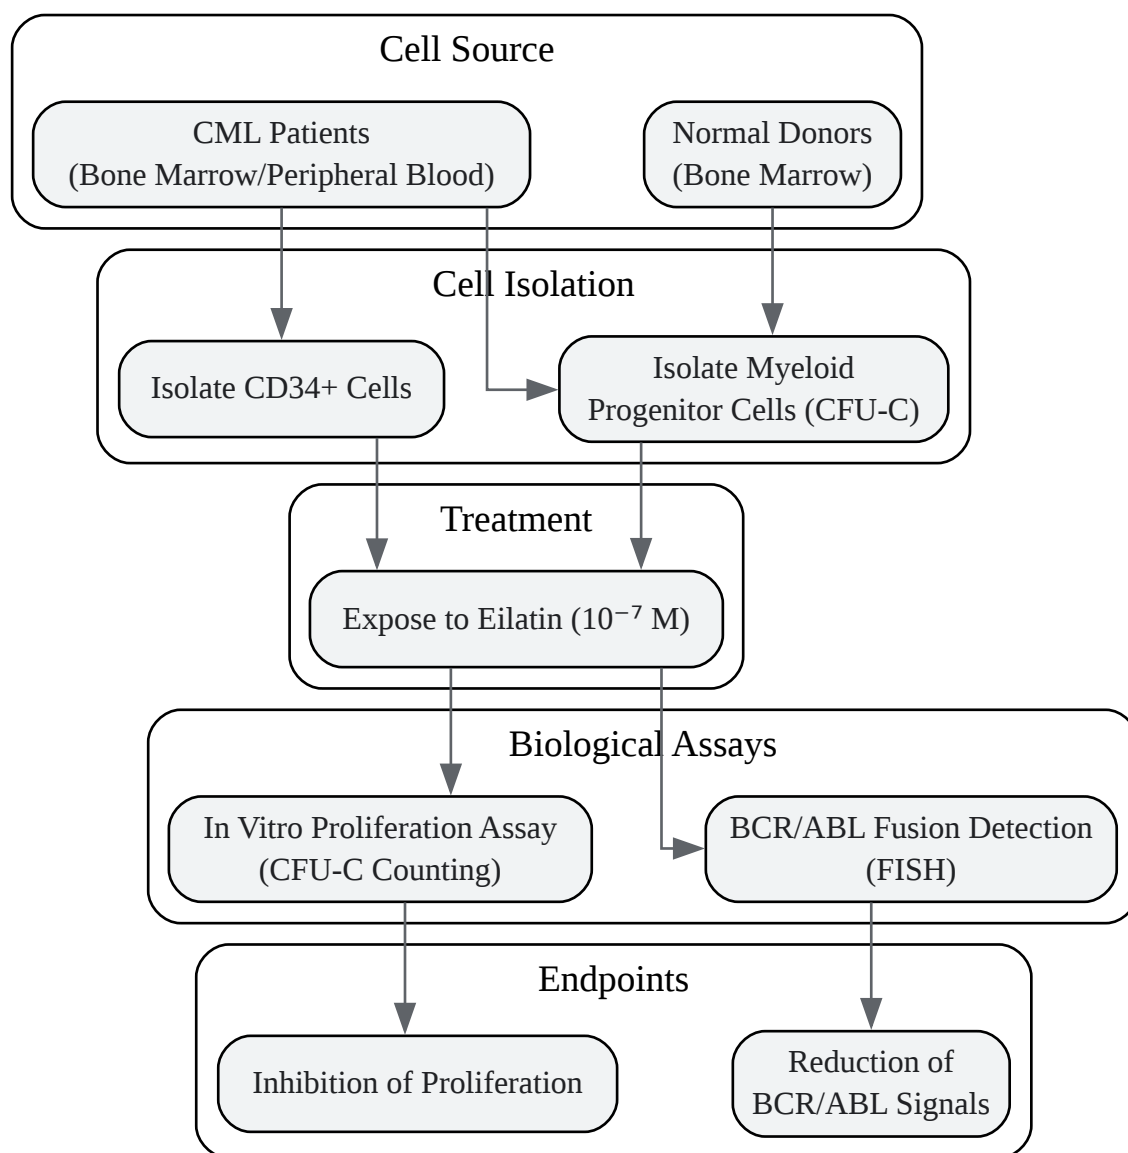 Cell Source
CML Patients
(Bone Marrow/Peripheral Blood)
Normal Donors
(Bone Marrow)
Cell Isolation
Isolate CD34+ Cells
Isolate Myeloid
Progenitor Cells (CFU-C)
Treatment
Expose to Eilatin (10⁻⁷ M)
Biological Assays
In Vitro Proliferation Assay
(CFU-C Counting)
BCR/ABL Fusion Detection
(FISH)
Endpoints
Inhibition of Proliferation
Reduction of
BCR/ABL Signals